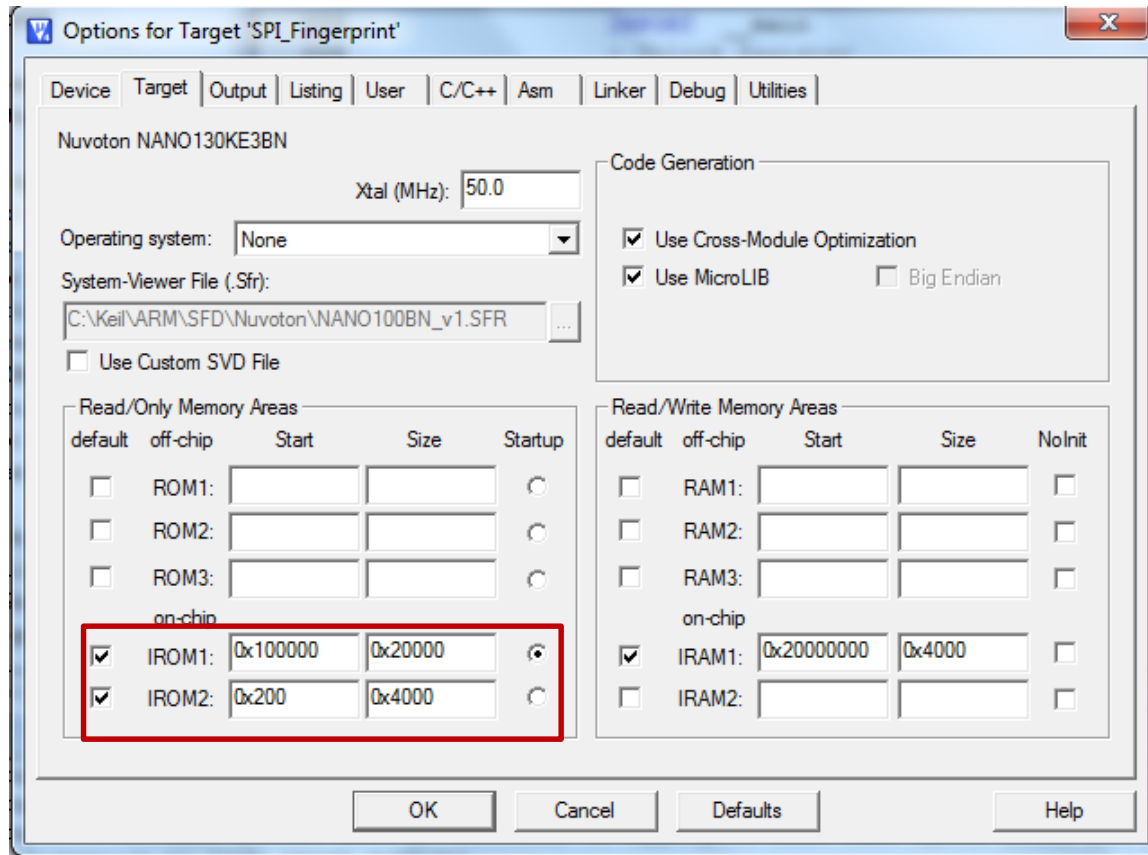 Options for Target 'SPI_Fingerprint'
Device Target Output Listing User C/C++ Asm Linker Debug Utilities
Nuvoton NANO130KE3BN
Xtal (MHz): 50.0
Operating system: None
System-Viewer File (.Sfr):
C:\Keil\ARM\SFD\Nuvoton\NANO100BN_v1.SFR ...
Use Custom SVD File
Code Generation
Use Cross-Module Optimization
Use MicroLIB Big Endian
Read/Only Memory Areas
default off-chip Start Size Startup
ROM1:
ROM2:
ROM3:
on-chip
IROM1: 0x100000 0x20000
IROM2: 0x200 0x4000
Read/Write Memory Areas
default off-chip Start Size NoInit
RAM1:
RAM2:
RAM3:
on-chip
IRAM1: 0x20000000 0x4000
IRAM2:
OK Cancel Defaults Help